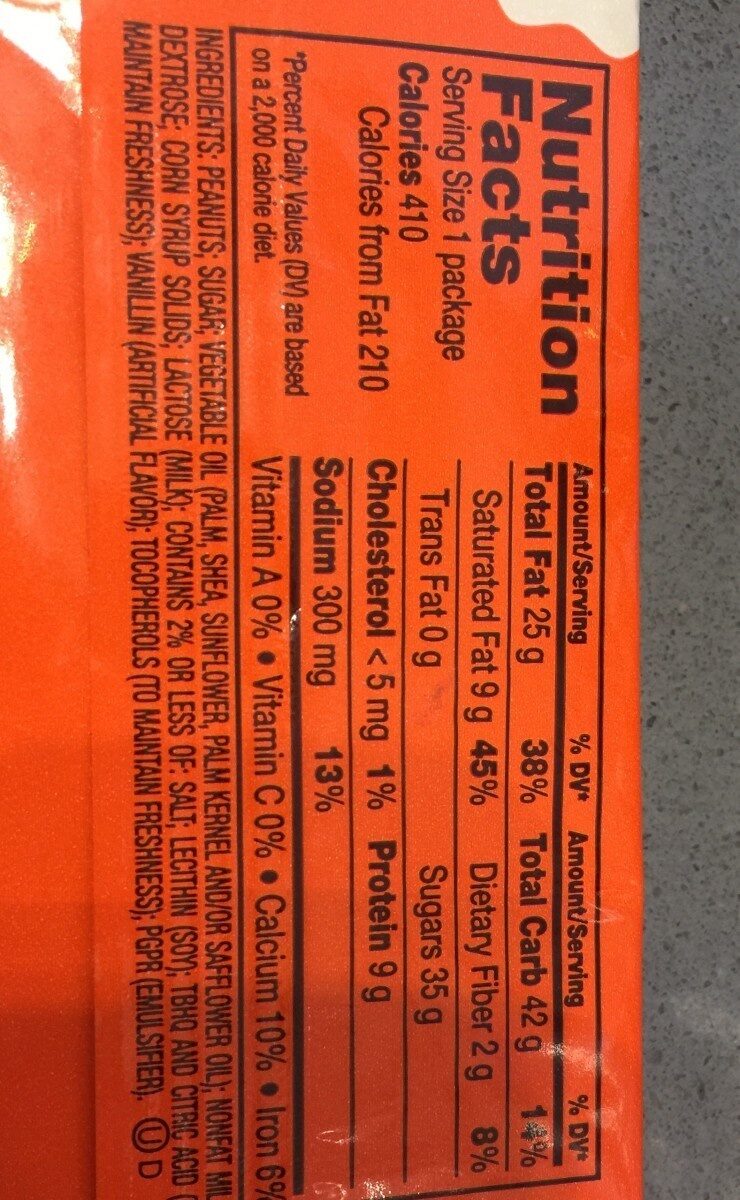 Nutrition
Facts
Serving Size 1 package
Calories 410
Calories from Fat 210
*Percent Daily Values (DV) are based
on a 2,000 calorie diet.
Amount/Serving % DV* Amount/Serving % DV*
Total Fat 25 g 38% Total Carb 42 g 14%
Saturated Fat 9 g 45% Dietary Fiber 2 g 8%
Trans Fat 0 g Sugars 35 g
Cholesterol < 5 mg 1% Protein 9 g
Sodium 300 mg 13%
Vitamin A 0% • Vitamin C 0% • Calcium 10% • Iron 6%
INGREDIENTS: PEANUTS; SUGAR; VEGETABLE OIL (PALM, SHEA, SUNFLOWER, PALM KERNEL AND/OR SAFFLOWER OIL); NONFAT
DEXTROSE; CORN SYRUP SOLIDS; LACTOSE (MILK); CONTAINS 2% OR LESS OF: SALT; LECITHIN (SOY); TBHQ AND CITRIC ACID (
MAINTAIN FRESHNESS); VANILLIN (ARTIFICIAL FLAVOR); TOCOPHEROLS (TO MAINTAIN FRESHNESS); PGPR (EMULSIFIER). Ⓤ D